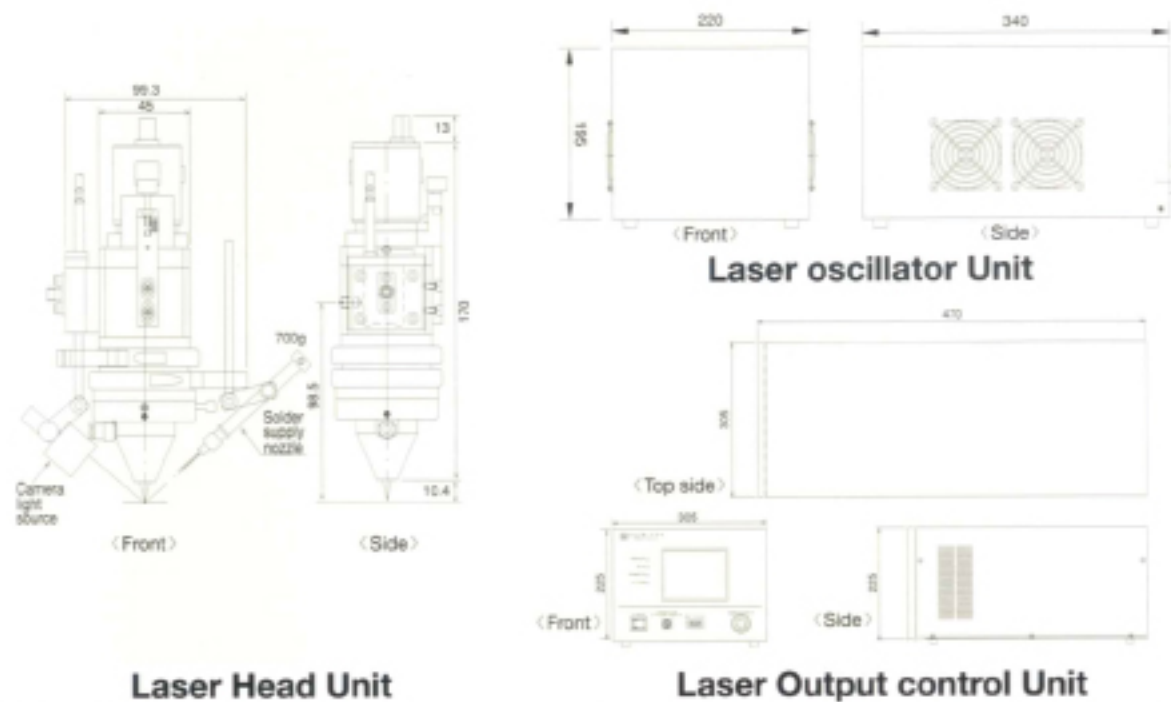 99.3
45
13
170
98.5
10.4
700g
Solder
supply
nozzle
Camera
light
source
〈Front〉
〈Side〉
Laser Head Unit
220
340
195
〈Front〉
〈Side〉
Laser oscillator Unit
470
305
〈Top side〉
305
225
〈Front〉
225
〈Side〉
Laser Output control Unit